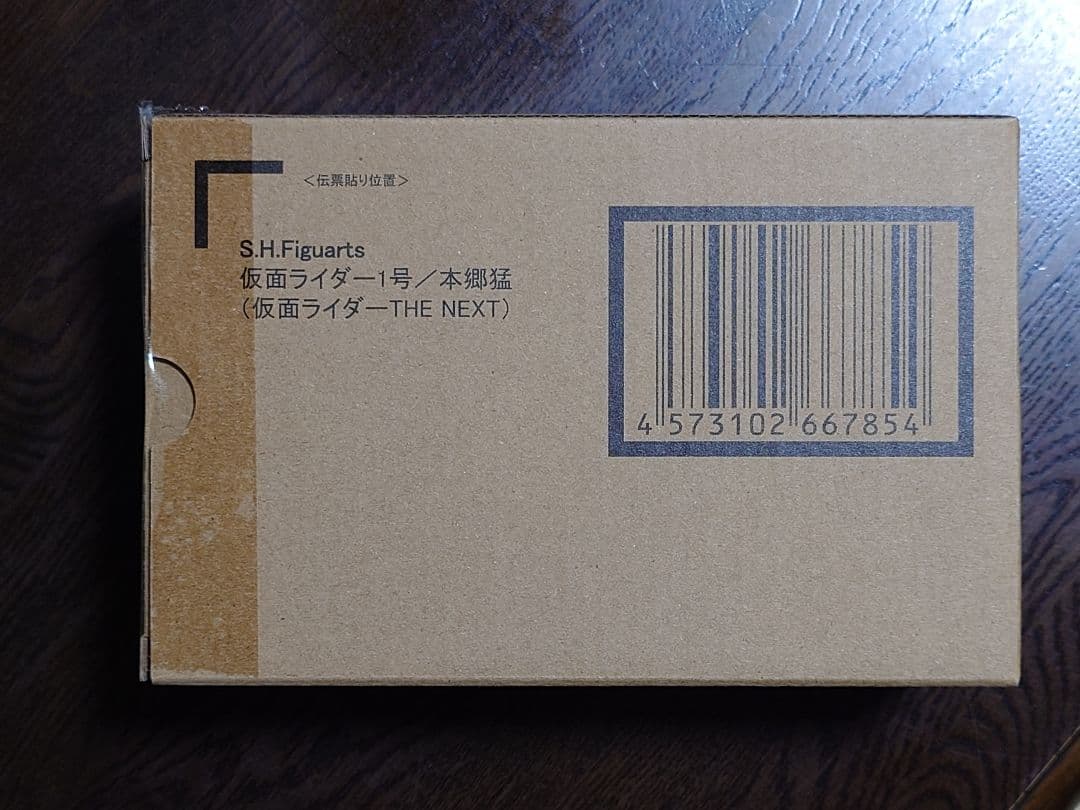 ＜伝票貼り位置＞
S.H.Figuarts
仮面ライダー1号／本郷猛
（仮面ライダーTHE NEXT）
4 573102 667854